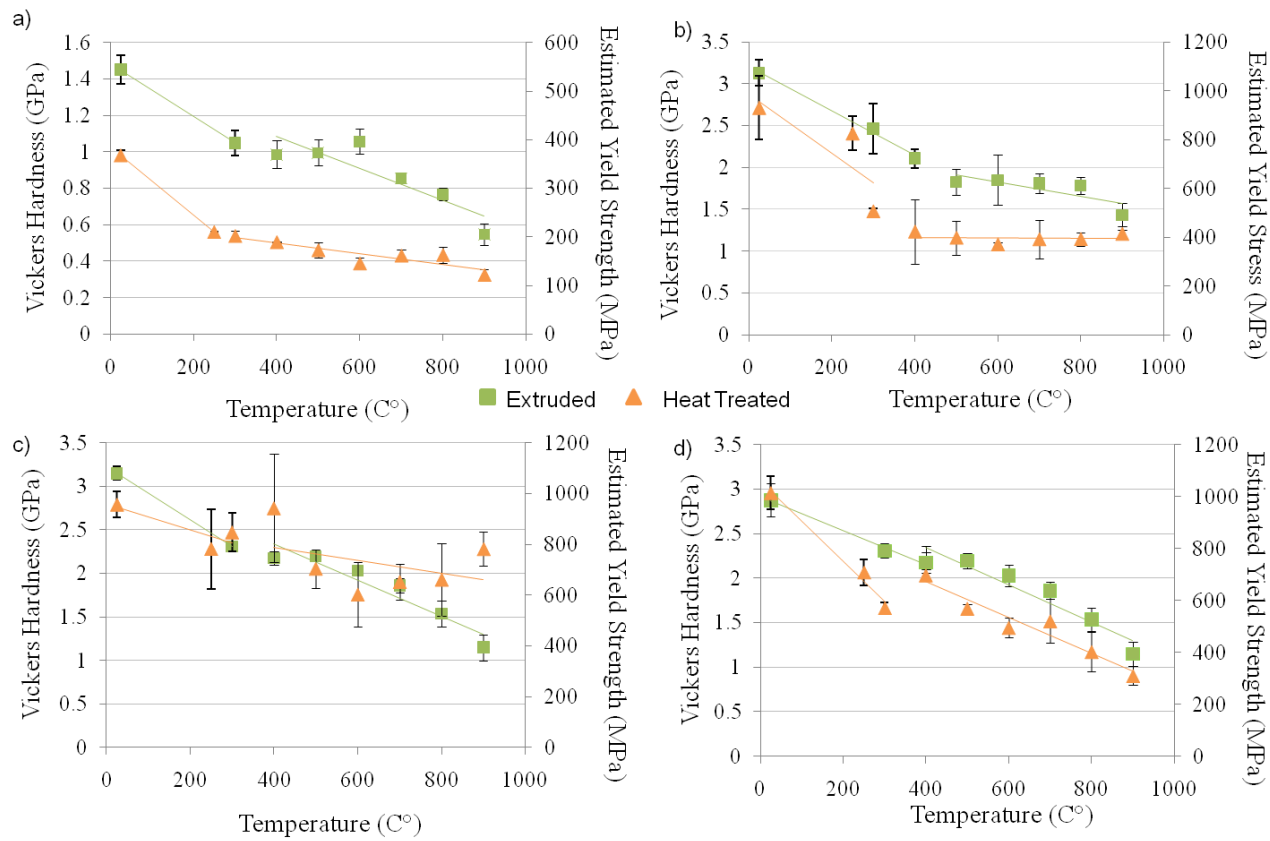 a)
Vickers Hardness (GPa)
1.6
1.4
1.2
1
0.8
0.6
0.4
0.2
0
600
500
400
300
200
100
0
Estimated Yield Strength (MPa)
0 200 400 600 800 1000
Temperature (C°)
b)
Vickers Hardness (GPa)
3.5
3
2.5
2
1.5
1
0.5
0
1200
1000
800
600
400
200
0
Estimated Yield Stress (MPa)
0 200 400 600 800 1000
Temperature (C°)
Extruded Heat Treated
c)
Vickers Hardness (GPa)
3.5
3
2.5
2
1.5
1
0.5
0
1200
1000
800
600
400
200
0
Estimated Yield Strength (MPa)
0 200 400 600 800 1000
Temperature (C°)
d)
Vickers Hardness (GPa)
3.5
3
2.5
2
1.5
1
0.5
0
1200
1000
800
600
400
200
0
Estimated Yield Strength (MPa)
0 200 400 600 800 1000
Temperature (C°)